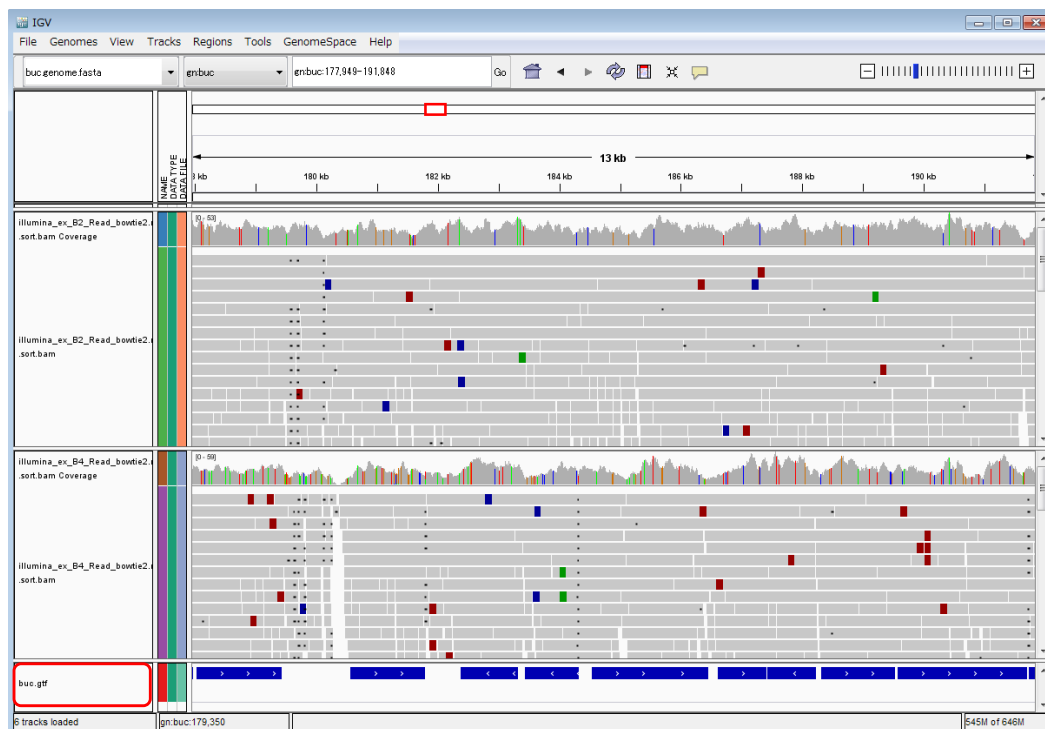 IGV
File Genomes View Tracks Regions Tools GenomeSpace Help
buc.genome.fasta gn:buc gn:buc:177,949-191,848 Go
NAME
DATA TYPE
DATA FILE
13 kb
180 kb 182 kb 184 kb 186 kb 188 kb 190 kb
illumina_ex_B2_Read_bowtie2.
.sort.bam Coverage
[0 - 53]
illumina_ex_B2_Read_bowtie2.
.sort.bam
illumina_ex_B4_Read_bowtie2.
.sort.bam Coverage
[0 - 59]
illumina_ex_B4_Read_bowtie2.
.sort.bam
buc.gtf
6 tracks loaded gn:buc:179,350 545M of 646M